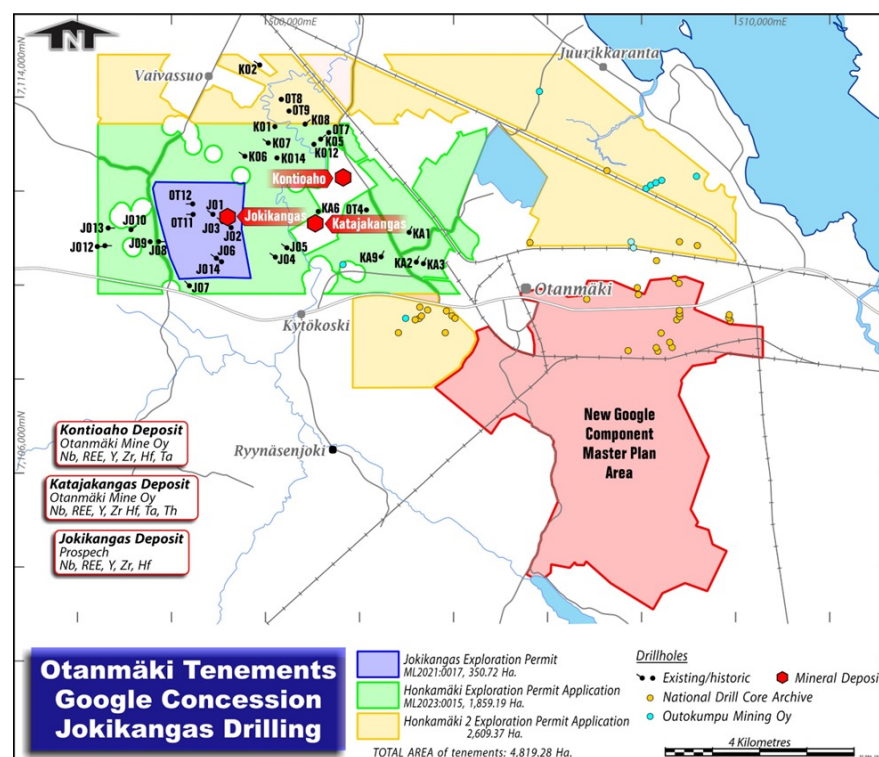 500,000mE
510,000mE
N
Juurikkaranta
Vaivassuo
K02
7,114,000mN
OT8
OT9
K08
K01
OT7
K05
K07
K012
K06
K014
Kontioaho
OT12
J01
Jokikangas
KA6
OT4
Katajakangas
OT11
J03
J02
KA1
J010
J013
J012
J09
J08
J06
J05
J014
J04
KA9
KA2
KA3
J07
Otanmäki
Kytökoski
New Google
Component
Master Plan
Area
Kontioaho Deposit
Otanmäki Mine Oy
Nb, REE, Y, Zr, Hf, Ta
Ryynäsenjoki
7,106,000mN
Katajakangas Deposit
Otanmäki Mine Oy
Nb, REE, Y, Zr Hf, Ta, Th
Jokikangas Deposit
Prospech
Nb, REE, Y, Zr, Hf
Otanmäki Tenements
Google Concession
Jokikangas Drilling
Jokikangas Exploration Permit
ML2021:0017, 350.72 Ha.
Honkamäki Exploration Permit Application
ML2023:0015, 1,859.19 Ha.
Honkamäki 2 Exploration Permit Application
2,609.37 Ha.
TOTAL AREA of tenements: 4,819.28 Ha.
Drillholes
Existing/historic
Mineral Deposi
National Drill Core Archive
Outokumpu Mining Oy
4 Kilometres